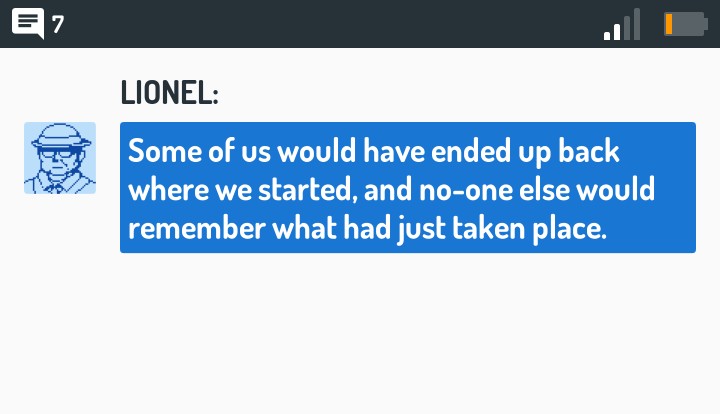 7
LIONEL:
Some of us would have ended up back
where we started, and no-one else would
remember what had just taken place.